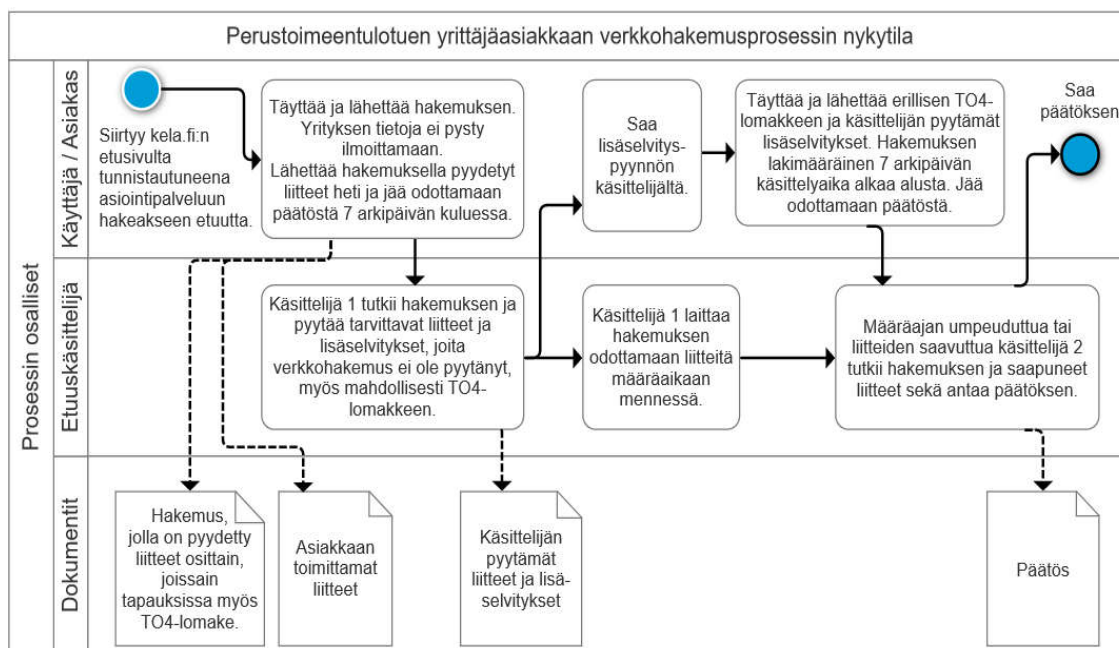 Perustoimeentulotuen yrittäjäasiakkaan verkkohakemusprosessin nykytila
Prosessin osalliset
Käyttäjä / Asiakas
Siirtyy kela.fi:n
etusivulta
tunnistautuneena
asiointipalveluun
hakeakseen etuutta.
Täyttää ja lähettää hakemuksen.
Yrityksen tietoja ei pysty
ilmoittamaan.
Lähettää hakemuksella pyydetyt
liitteet heti ja jää odottamaan
päätöstä 7 arkipäivän kuluessa.
Saa
lisäselvitys-
pyynnön
käsittelijältä.
Täyttää ja lähettää erillisen TO4-
lomakkeen ja käsittelijän pyytämät
lisäselvitykset. Hakemuksen
lakimääräinen 7 arkipäivän
käsittelyaika alkaa alusta. Jää
odottamaan päätöstä.
Saa
päätöksen.
Etuuskäsittelijä
Käsittelijä 1 tutkii hakemuksen ja
pyytää tarvittavat liitteet ja
lisäselvitykset, joita
verkkohakemus ei ole pyytänyt,
myös mahdollisesti TO4-
lomakkeen.
Käsittelijä 1 laittaa
hakemuksen
odottamaan liitteitä
määräaikaan
mennessä.
Määräajan umpeuduttua tai
liitteiden saavuttua käsittelijä 2
tutkii hakemuksen ja saapuneet
liitteet sekä antaa päätöksen.
Dokumentit
Hakemus,
jolla on pyydetty
liitteet osittain,
joissain
tapauksissa myös
TO4-lomake.
Asiakkaan
toimittamat
liitteet
Käsittelijän
pyytämät
liitteet ja lisä-
selvitykset
Päätös